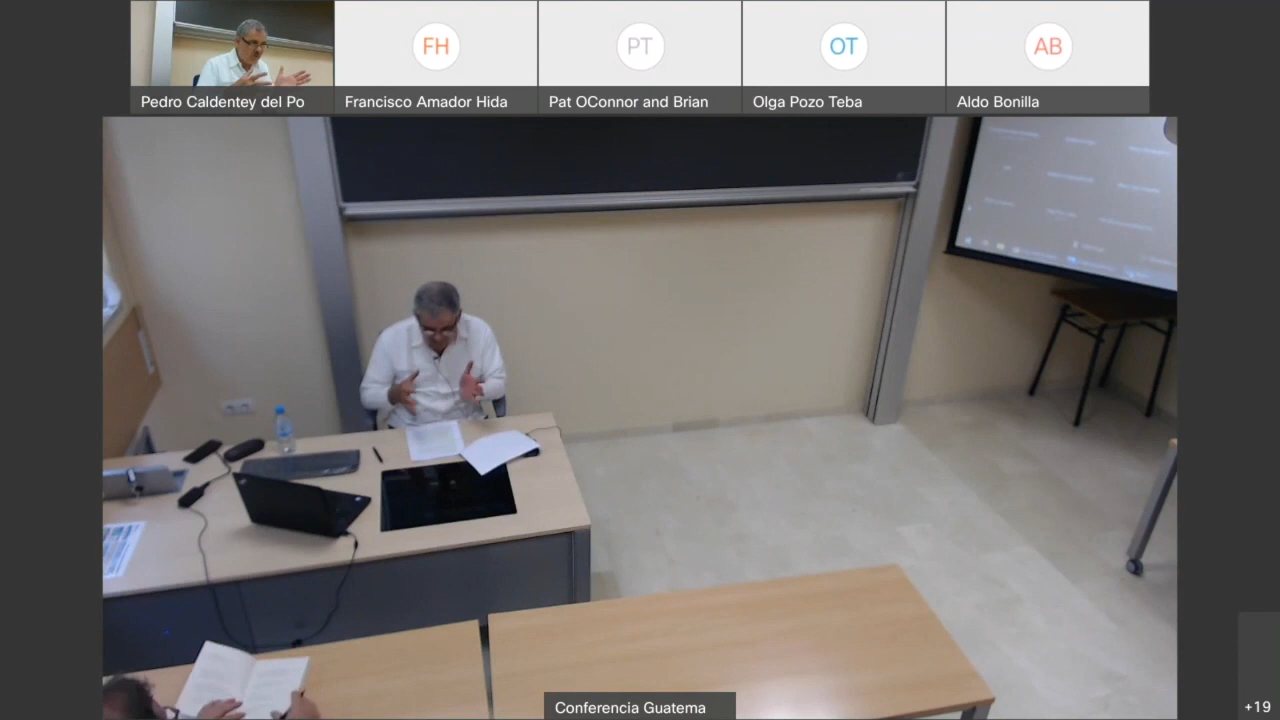 FH
PT
OT
AB
Pedro Caldentey del Po
Francisco Amador Hida
Pat OConnor and Brian
Olga Pozo Teba
Aldo Bonilla
Conferencia Guatema
+19